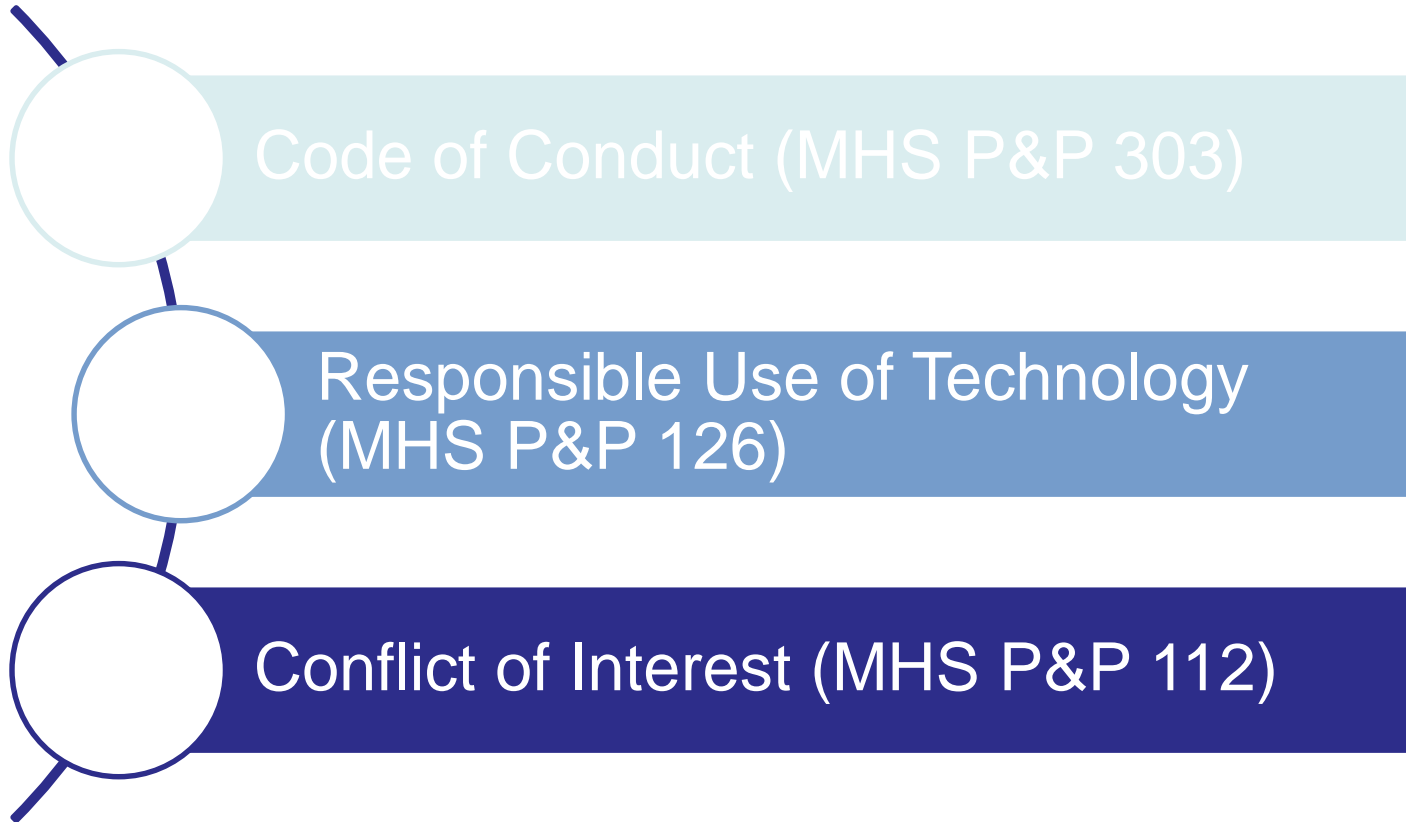 Code of Conduct (MHS P&P 303)
Responsible Use of Technology
(MHS P&P 126)
Conflict of Interest (MHS P&P 112)